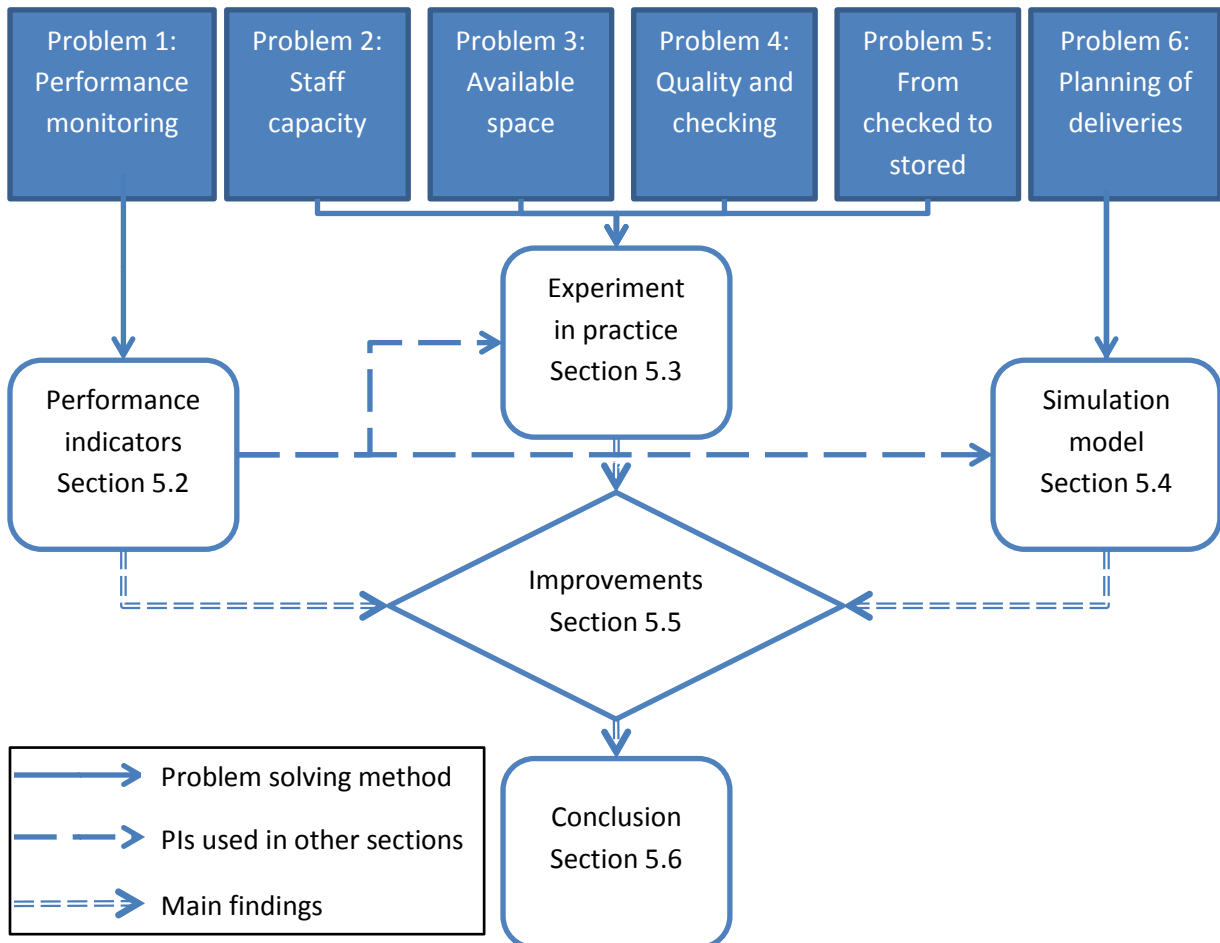 Problem 1:
Performance
monitoring
Problem 2:
Staff
capacity
Problem 3:
Available
space
Problem 4:
Quality and
checking
Problem 5:
From
checked to
stored
Problem 6:
Planning of
deliveries
Experiment
in practice
Section 5.3
Performance
indicators
Section 5.2
Simulation
model
Section 5.4
Improvements
Section 5.5
Conclusion
Section 5.6
Problem solving method
PIs used in other sections
Main findings